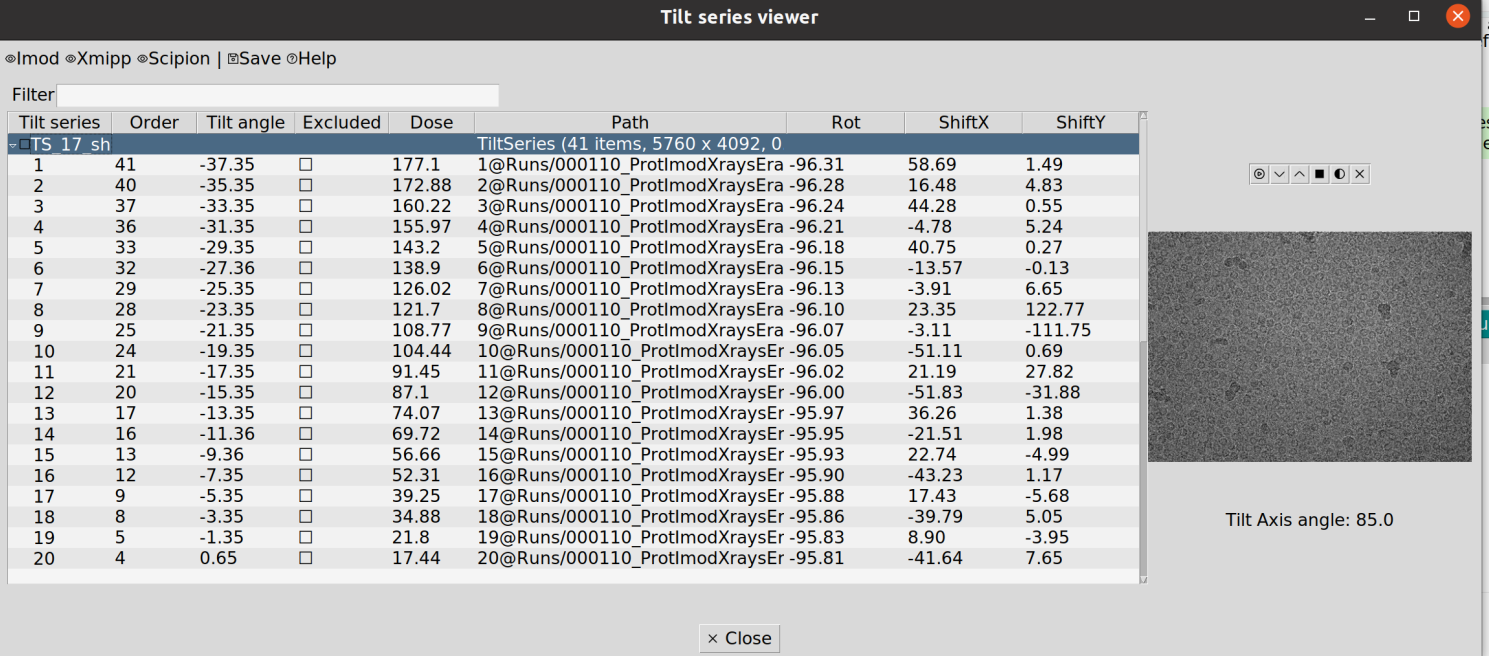 Tilt series viewer
Imod Xmipp Scipion | Save Help
Filter
Tilt series Order Tilt angle Excluded Dose Path Rot ShiftX ShiftY
TS_17_sh TiltSeries (41 items, 5760 x 4092, 0
1 41 -37.35 177.1 1@Runs/000110_ProtImodXraysEra -96.31 58.69 1.49
2 40 -35.35 172.88 2@Runs/000110_ProtImodXraysEra -96.28 16.48 4.83
3 37 -33.35 160.22 3@Runs/000110_ProtImodXraysEra -96.24 44.28 0.55
4 36 -31.35 155.97 4@Runs/000110_ProtImodXraysEra -96.21 -4.78 5.24
5 33 -29.35 143.2 5@Runs/000110_ProtImodXraysEra -96.18 40.75 0.27
6 32 -27.36 138.9 6@Runs/000110_ProtImodXraysEra -96.15 -13.57 -0.13
7 29 -25.35 126.02 7@Runs/000110_ProtImodXraysEra -96.13 -3.91 6.65
8 28 -23.35 121.7 8@Runs/000110_ProtImodXraysEra -96.10 23.35 122.77
9 25 -21.35 108.77 9@Runs/000110_ProtImodXraysEra -96.07 -3.11 -111.75
10 24 -19.35 104.44 10@Runs/000110_ProtImodXraysEr -96.05 -51.11 0.69
11 21 -17.35 91.45 11@Runs/000110_ProtImodXraysEr -96.02 21.19 27.82
12 20 -15.35 87.1 12@Runs/000110_ProtImodXraysEr -96.00 -51.83 -31.88
13 17 -13.35 74.07 13@Runs/000110_ProtImodXraysEr -95.97 36.26 1.38
14 16 -11.36 69.72 14@Runs/000110_ProtImodXraysEr -95.95 -21.51 1.98
15 13 -9.36 56.66 15@Runs/000110_ProtImodXraysEr -95.93 22.74 -4.99
16 12 -7.35 52.31 16@Runs/000110_ProtImodXraysEr -95.90 -43.23 1.17
17 9 -5.35 39.25 17@Runs/000110_ProtImodXraysEr -95.88 17.43 -5.68
18 8 -3.35 34.88 18@Runs/000110_ProtImodXraysEr -95.86 -39.79 5.05
19 5 -1.35 21.8 19@Runs/000110_ProtImodXraysEr -95.83 8.90 -3.95
20 4 0.65 17.44 20@Runs/000110_ProtImodXraysEr -95.81 -41.64 7.65
Tilt Axis angle: 85.0
Close